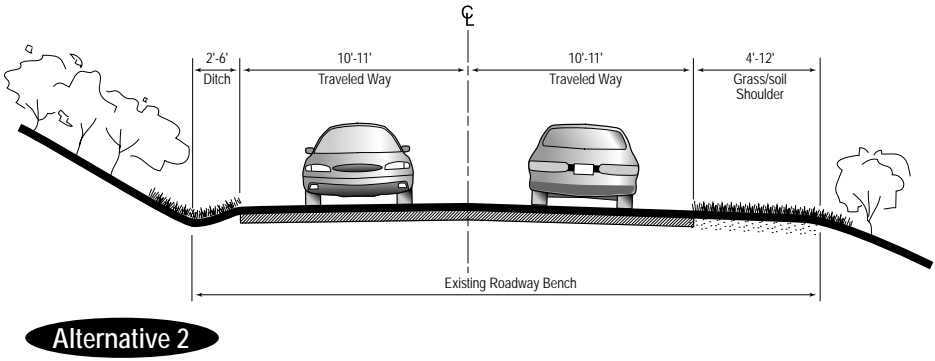 ℄
2'-6' 10'-11' 10'-11' 4'-12'
Ditch Traveled Way Traveled Way Grass/soil
Shoulder
Existing Roadway Bench
Alternative 2